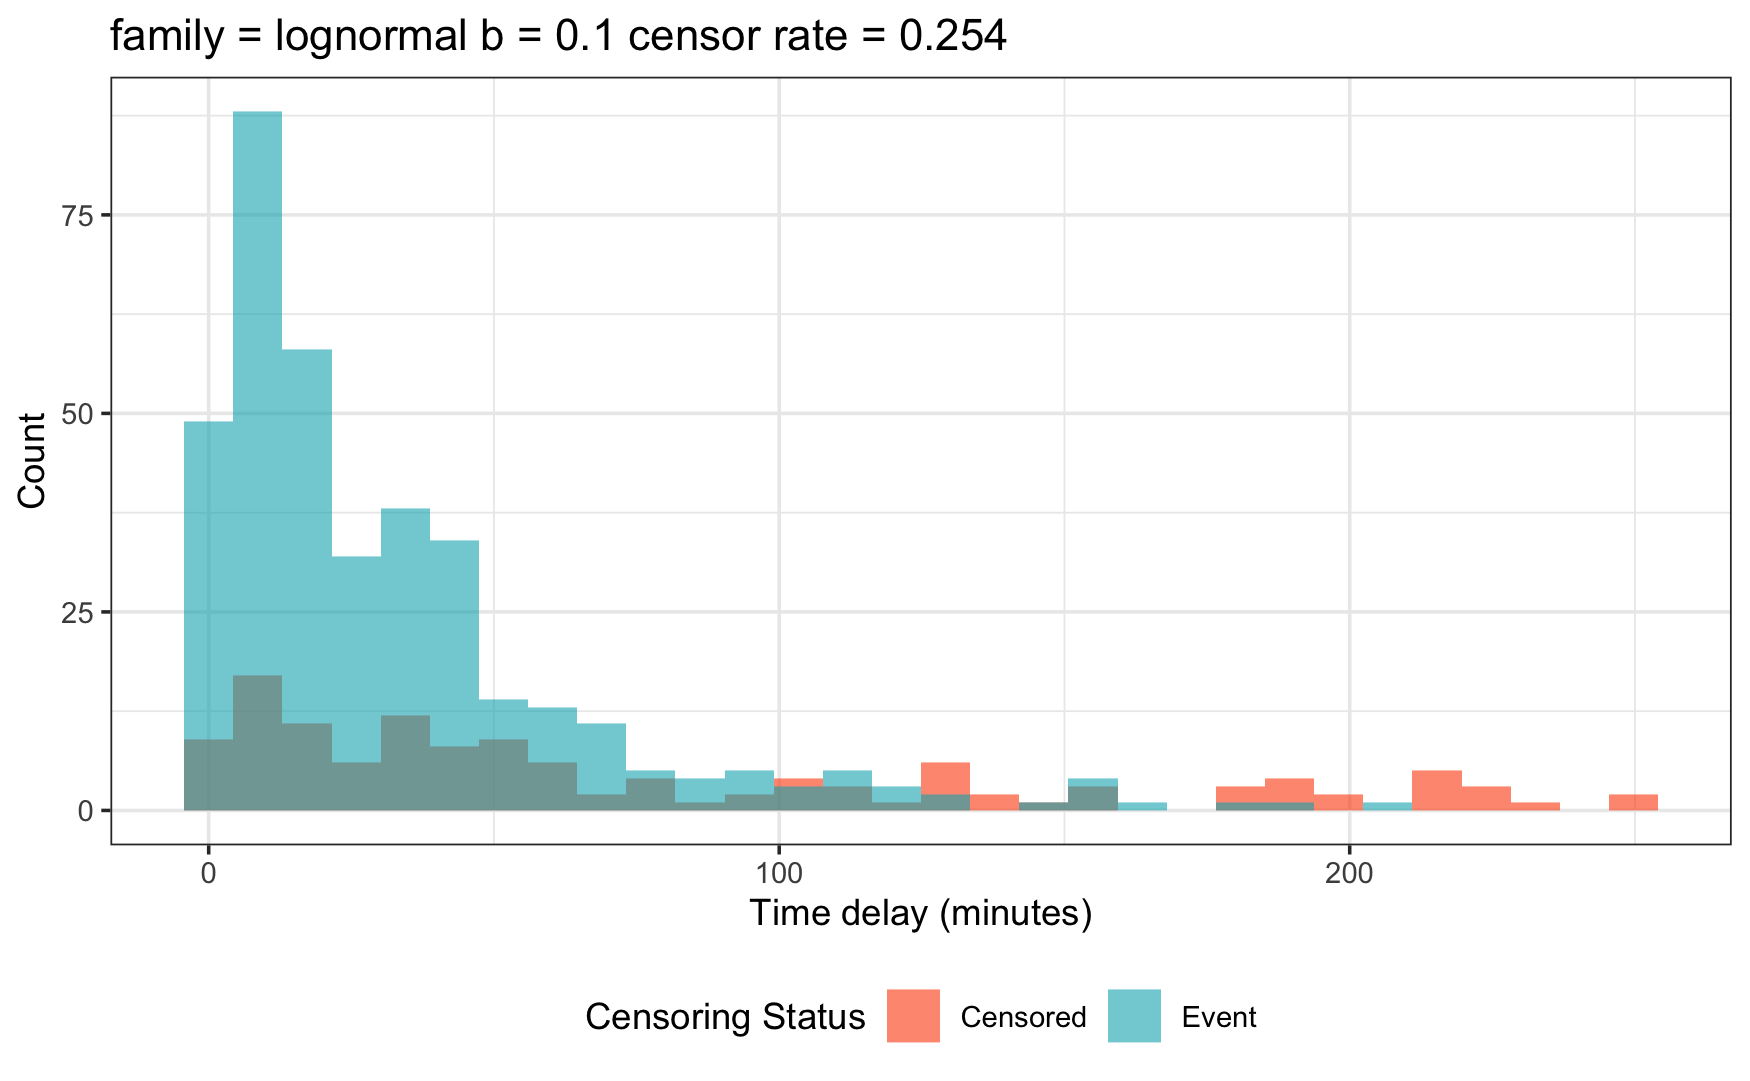 family = lognormal b = 0.1 censor rate = 0.254
Count
75
50
25
0
0 100 200
Time delay (minutes)
Censoring Status Censored Event